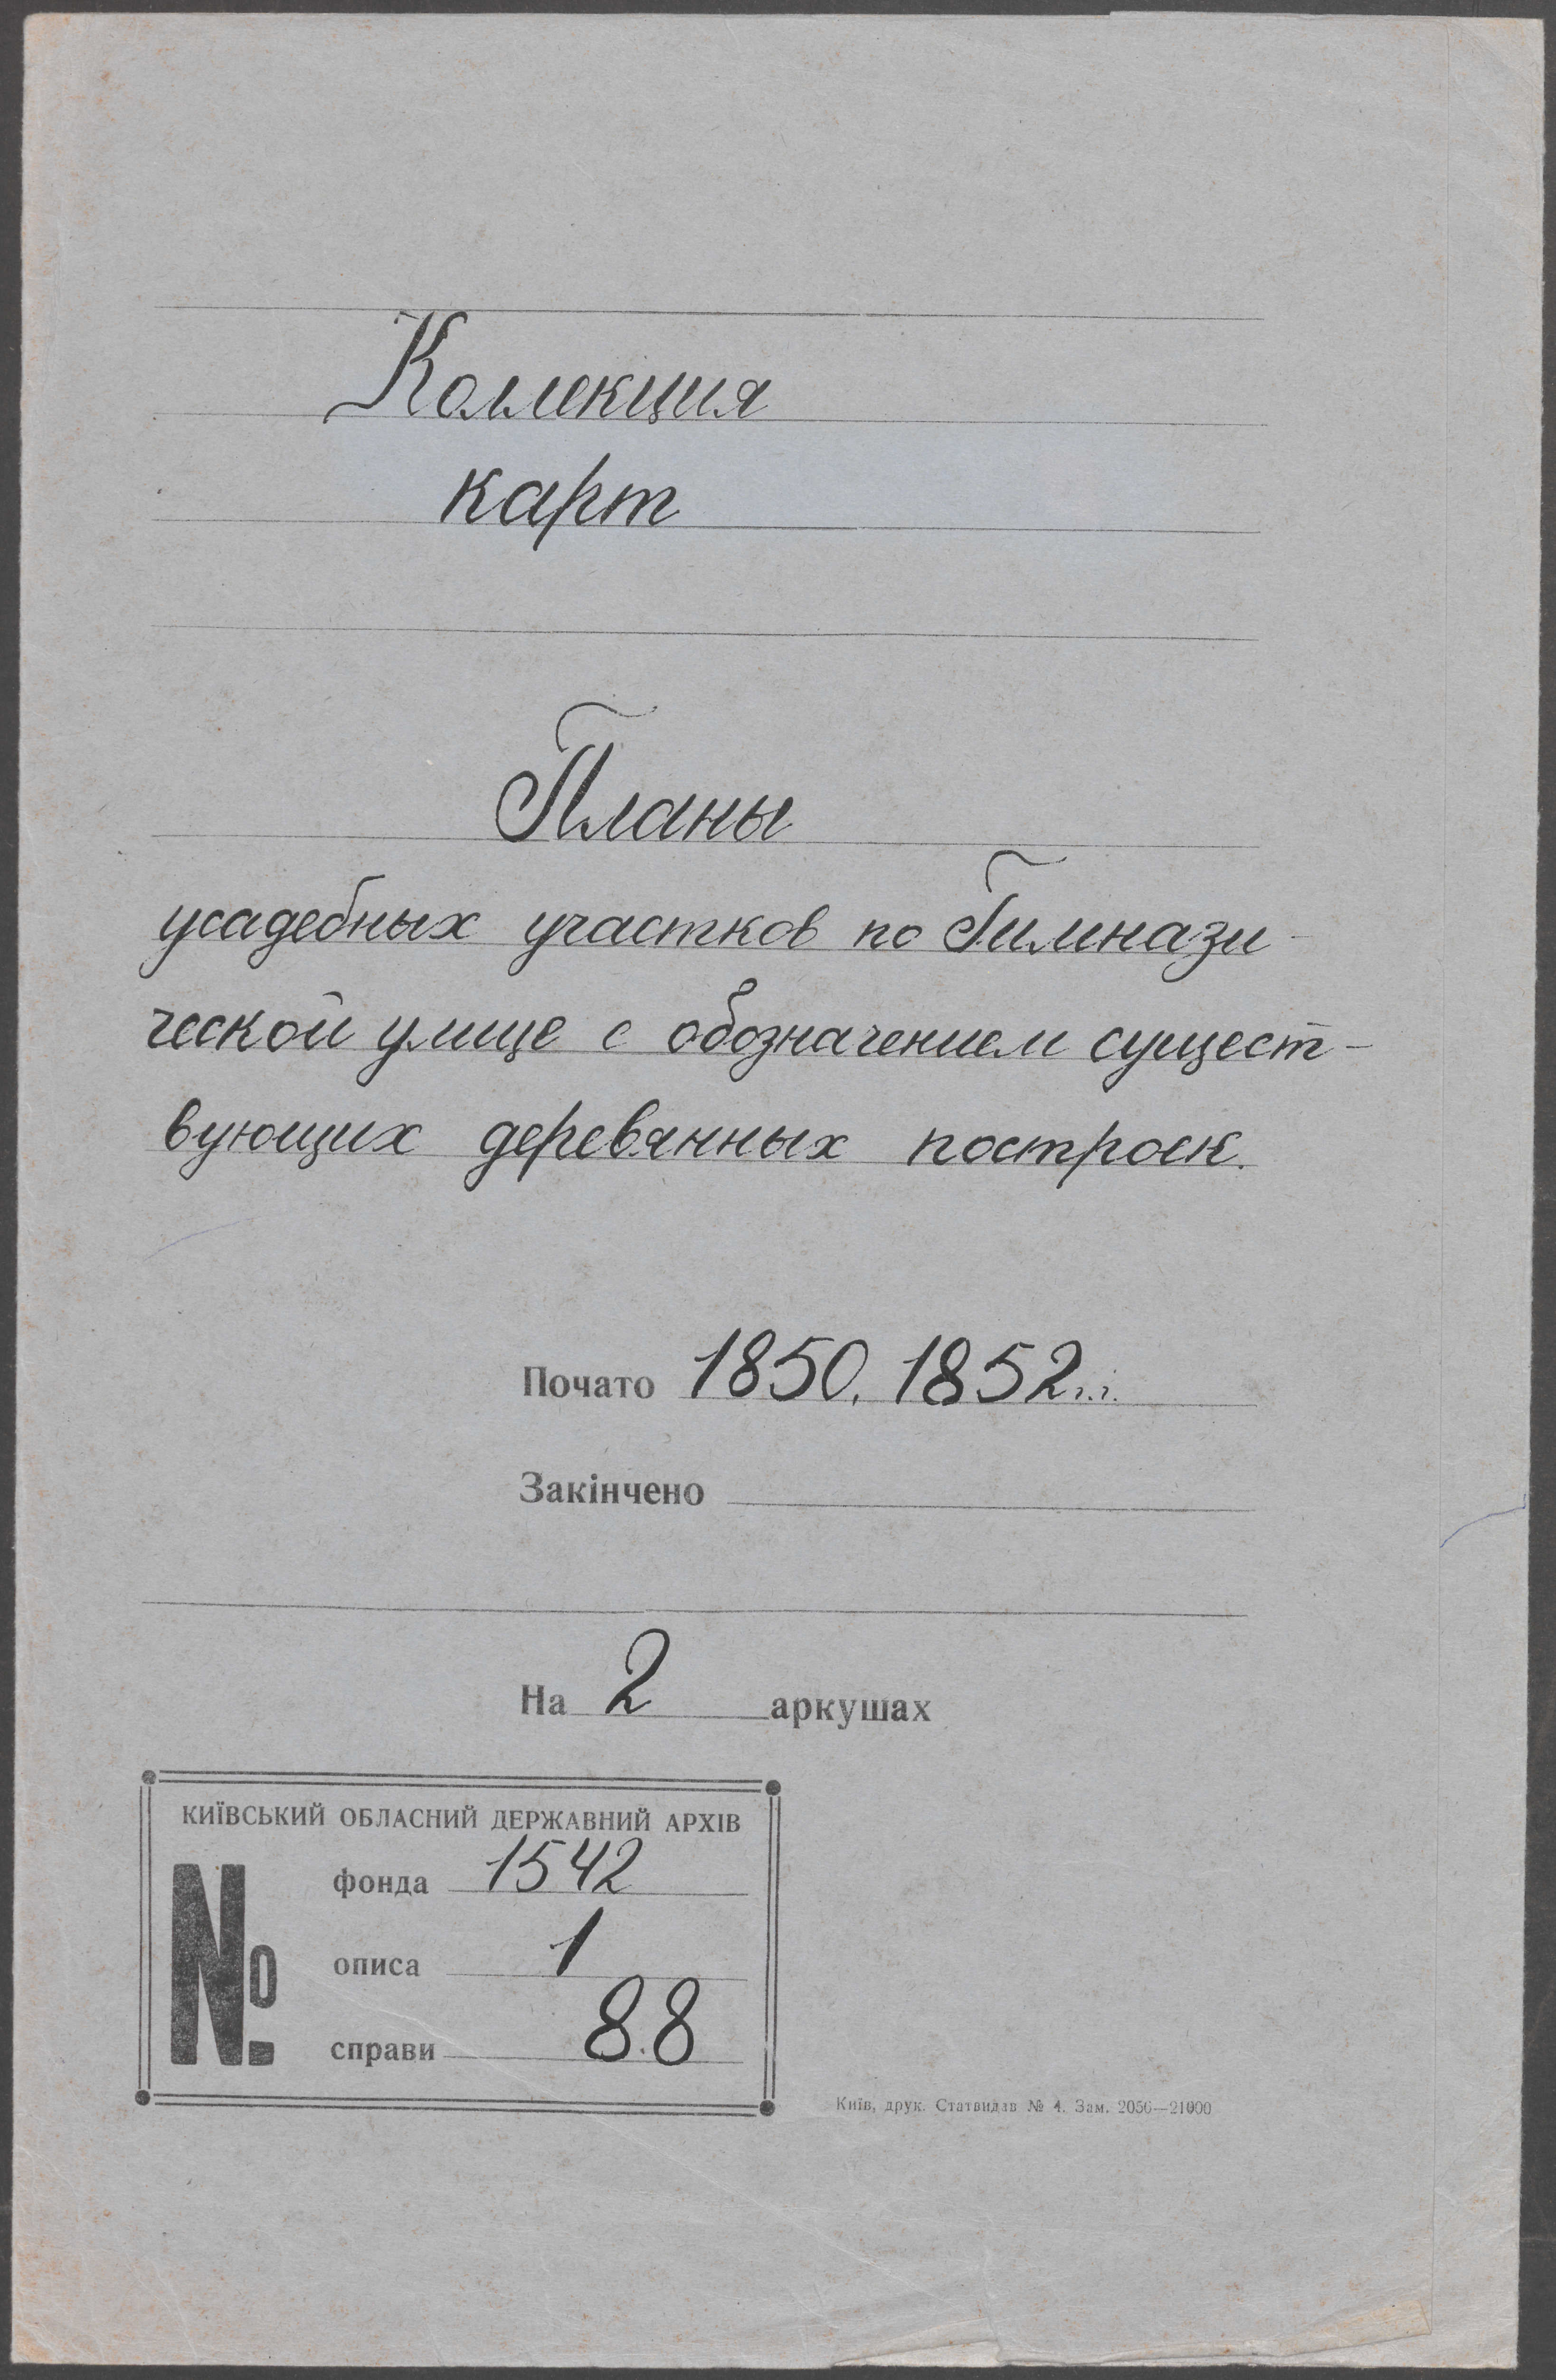 Коллекция
карт
Планы
усадебных участков по Гимнази-
ческой улице с обозначением сущест-
вующих деревянных построек.
Почато 1850. 1852 г.г.
Закінчено
На 2 аркушах
КИЇВСЬКИЙ ОБЛАСНИЙ ДЕРЖАВНИЙ АРХІВ
№
фонда 1542
описа 1
справи 88
Київ, друк. Статвидав № 4. Зам. 2056—21000